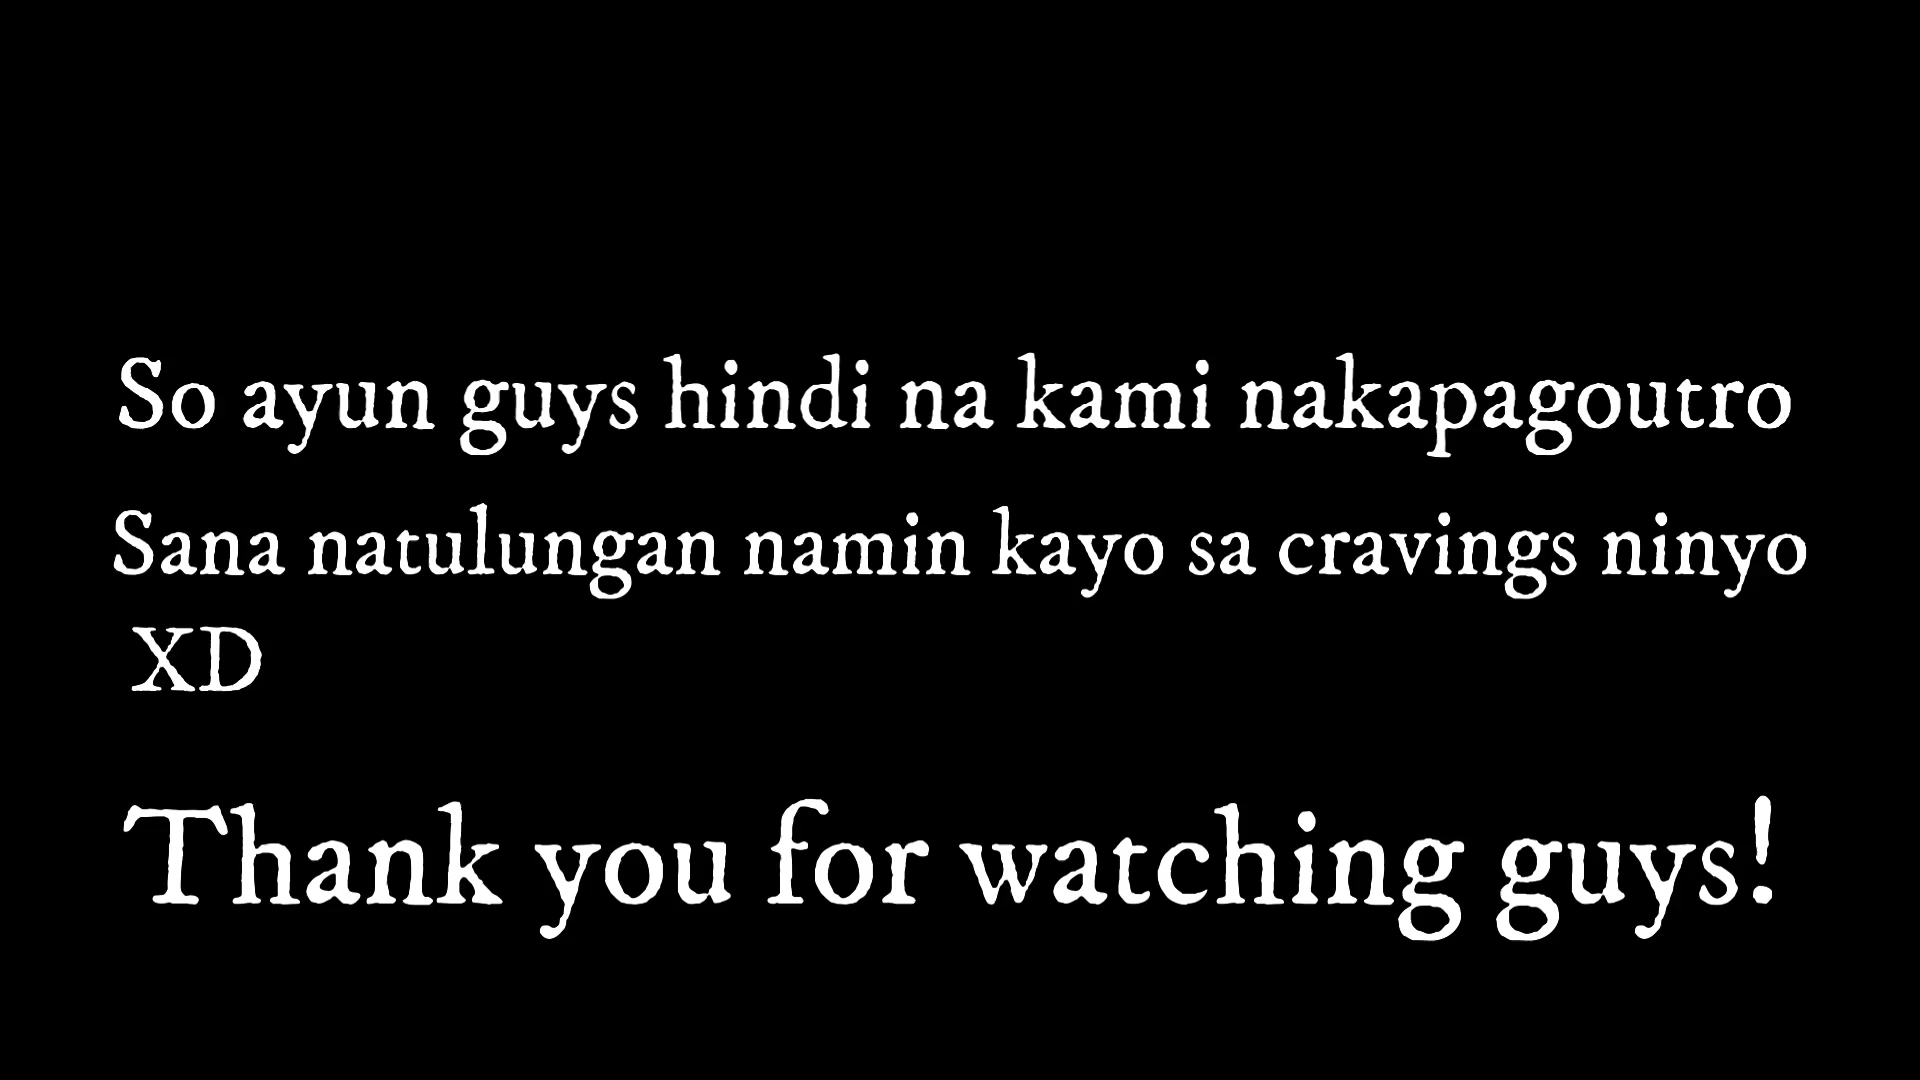 So ayun guys hindi na kami nakapagoutro
Sana natulungan namin kayo sa cravings ninyo
XD
Thank you for watching guys!